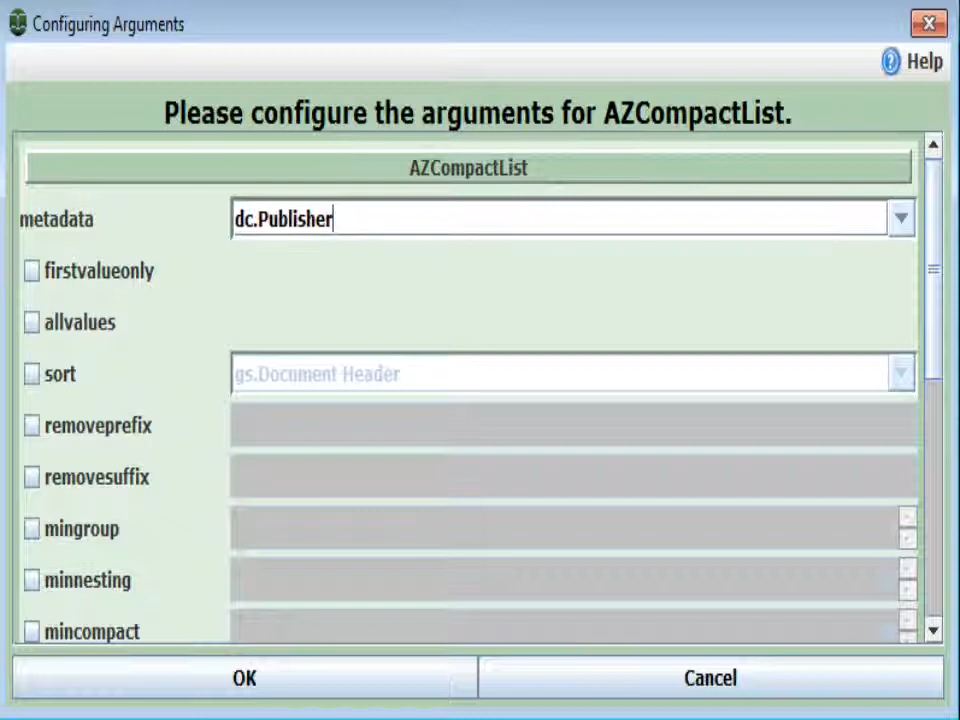 Configuring Arguments
Help
Please configure the arguments for AZCompactList.
AZCompactList
metadata dc.Publisher
firstvalueonly
allvalues
sort gs.Document Header
removeprefix
removesuffix
mingroup
minnesting
mincompact
OK Cancel